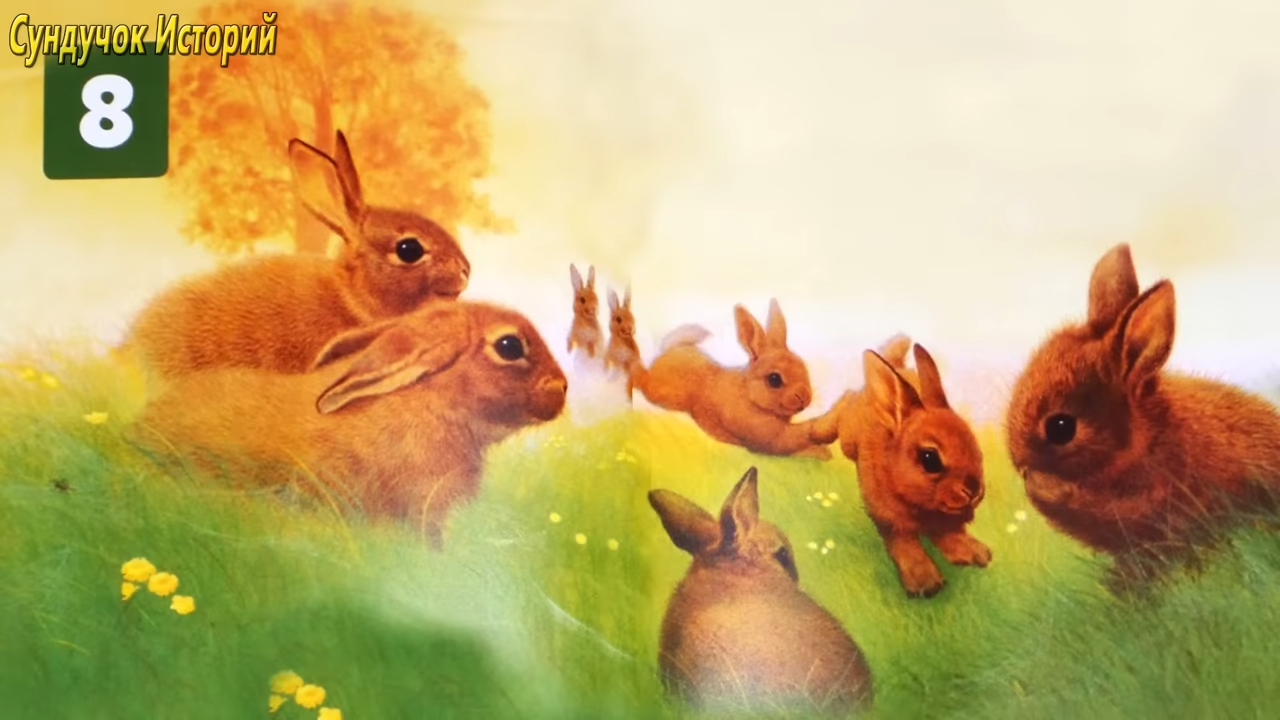 Сундучок Историй
8